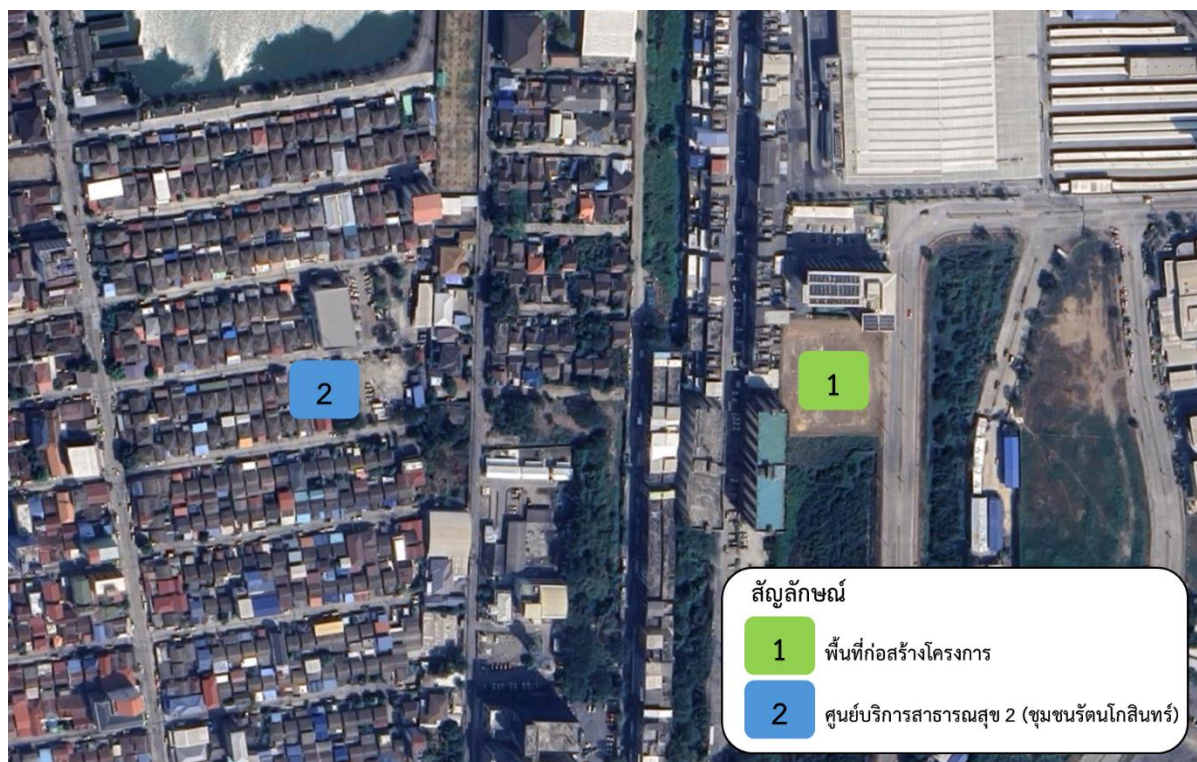 1
2
สัญลักษณ์
1 พื้นที่ก่อสร้างโครงการ
2 ศูนย์บริการสาธารณสุข 2 (ชุมชนรัตนโกสินทร์)